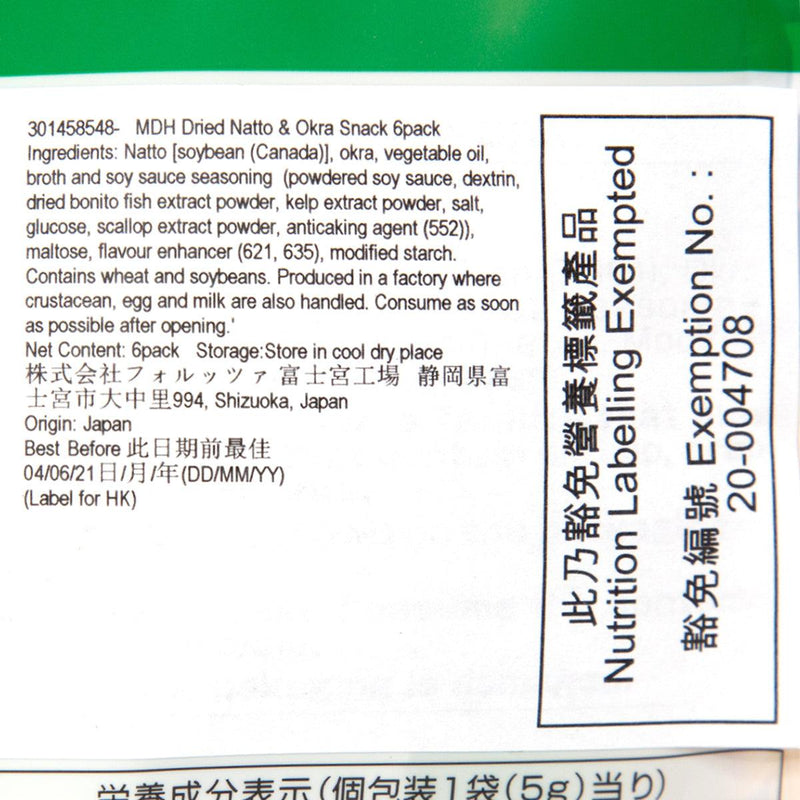 301458548- MDH Dried Natto & Okra Snack 6pack
Ingredients: Natto [soybean (Canada)], okra, vegetable oil,
broth and soy sauce seasoning (powdered soy sauce, dextrin,
dried bonito fish extract powder, kelp extract powder, salt,
glucose, scallop extract powder, anticaking agent (552)),
maltose, flavour enhancer (621, 635), modified starch.
Contains wheat and soybeans. Produced in a factory where
crustacean, egg and milk are also handled. Consume as soon
as possible after opening.'
Net Content: 6pack Storage:Store in cool dry place
株式会社フォルッツァ 富士宮工場 静岡県富
士宮市大中里994, Shizuoka, Japan
Origin: Japan
Best Before 此日期前最佳
04/06/21日/月/年(DD/MM/YY)
(Label for HK)
此乃豁免營養標籤產品
Nutrition Labelling Exempted
豁免編號 Exemption No. :
20-004708
栄養成分表示(個包装1袋(5g)当り)